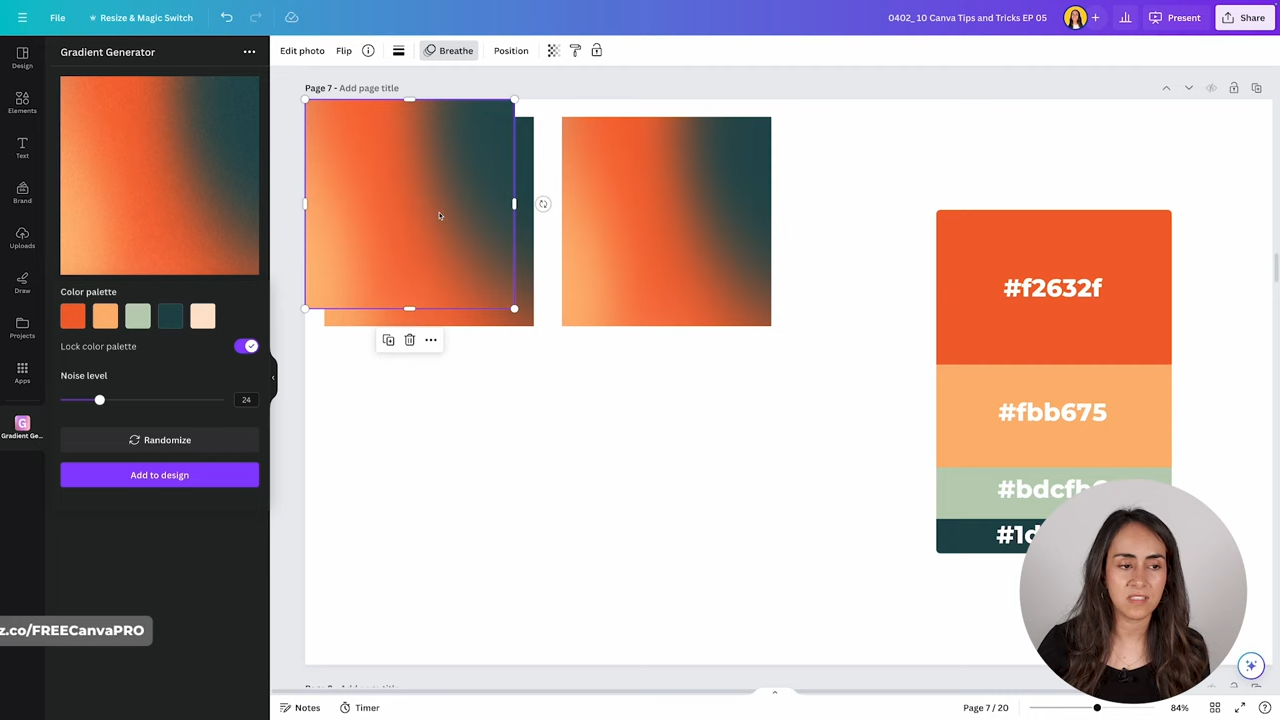 File
Resize & Magic Switch
0402_ 10 Canva Tips and Tricks EP 05
Present
Share
Design
Elements
Text
Brand
Uploads
Draw
Projects
Apps
G
Gradient Ge...
Gradient Generator
Color palette
Lock color palette
Noise level
24
Randomize
Add to design
Edit photo
Flip
Breathe
Position
Page 7 - Add page title
#f2632f
#fbb675
#bdcfb
#1d
z.co/FREECanvaPRO
Notes
Timer
Page 7 / 20
84%